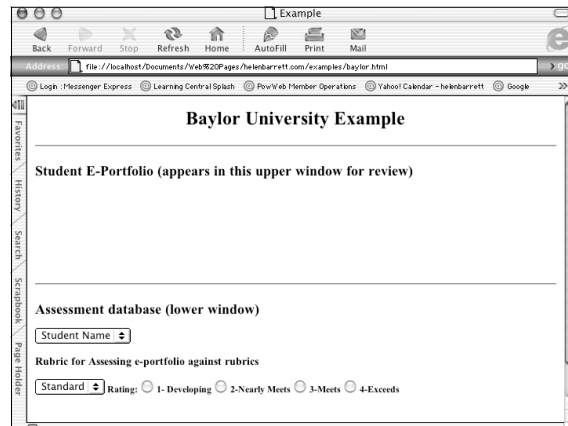 Example
Back Forward Stop Refresh Home AutoFill Print Mail
Address: file://localhost/Documents/Web%20Pages/helenbarrett.com/examples/baylor.html go
Login : Messenger Express Learning Central Splash PowWeb Member Operations Yahoo! Calendar - helenbarrett Google >>
Favorites
History
Search
Scrapbook
Page Holder
Baylor University Example
Student E-Portfolio (appears in this upper window for review)
Assessment database (lower window)
Student Name
Rubric for Assessing e-portfolio against rubrics
Standard Rating: 1- Developing 2-Nearly Meets 3-Meets 4-Exceeds